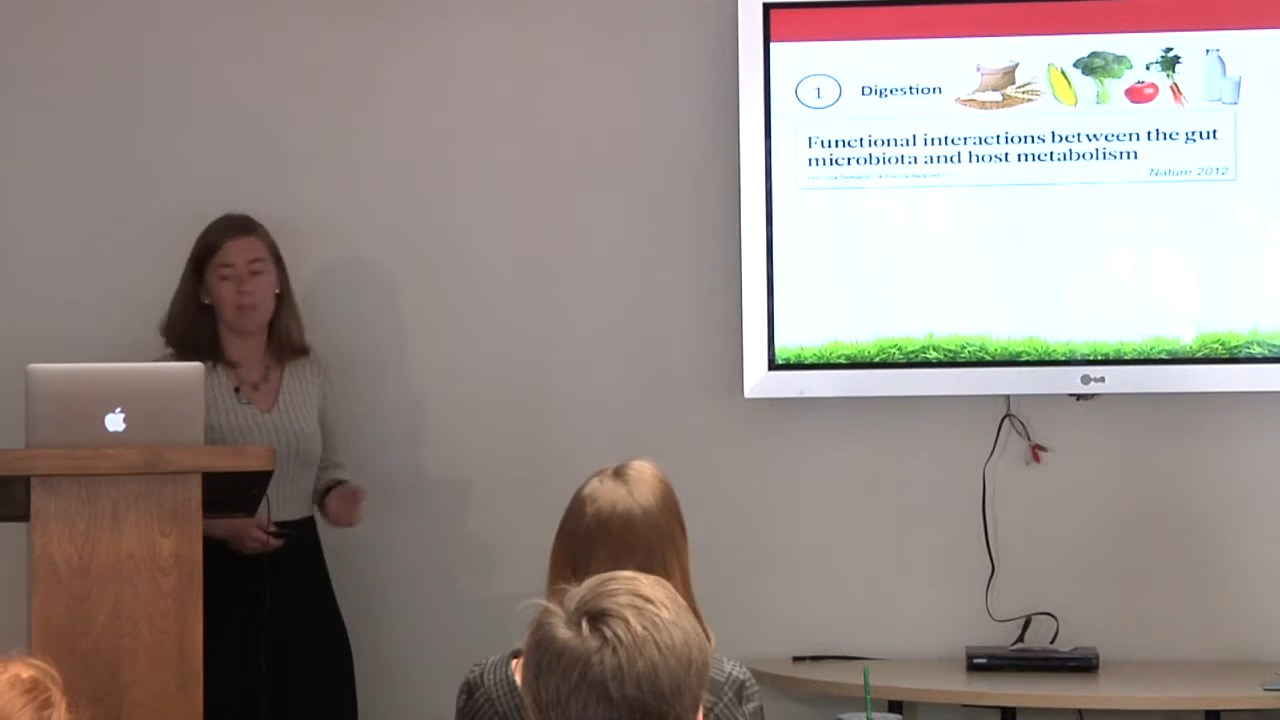 1
Digestion
Functional interactions between the gut
microbiota and host metabolism
Nature 2012
LG